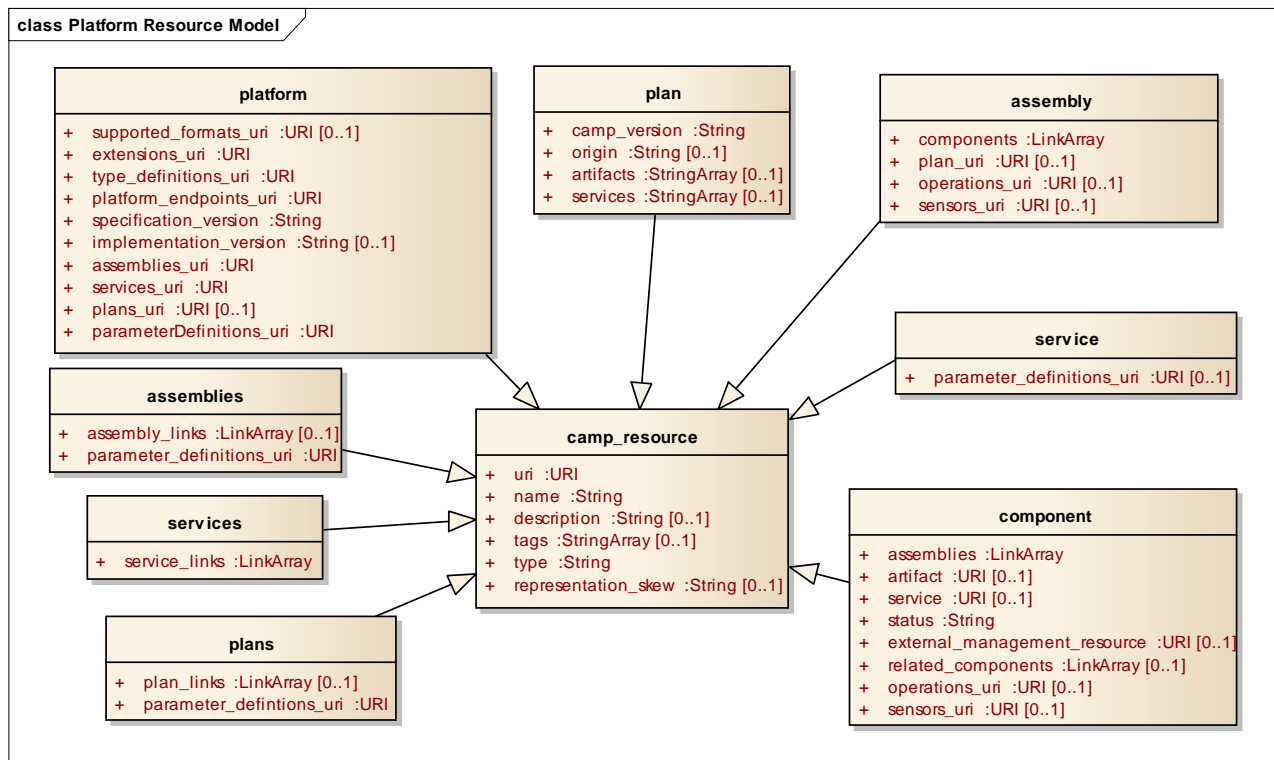 class Platform Resource Model
platform
+ supported_formats_uri :URI [0..1]
+ extensions_uri :URI
+ type_definitions_uri :URI
+ platform_endpoints_uri :URI
+ specification_version :String
+ implementation_version :String [0..1]
+ assemblies_uri :URI
+ services_uri :URI
+ plans_uri :URI [0..1]
+ parameterDefinitions_uri :URI
plan
+ camp_version :String
+ origin :String [0..1]
+ artifacts :StringArray [0..1]
+ services :StringArray [0..1]
assembly
+ components :LinkArray
+ plan_uri :URI [0..1]
+ operations_uri :URI [0..1]
+ sensors_uri :URI [0..1]
service
+ parameter_definitions_uri :URI [0..1]
assemblies
+ assembly_links :LinkArray [0..1]
+ parameter_definitions_uri :URI
camp_resource
+ uri :URI
+ name :String
+ description :String [0..1]
+ tags :StringArray [0..1]
+ type :String
+ representation_skew :String [0..1]
services
+ service_links :LinkArray
component
+ assemblies :LinkArray
+ artifact :URI [0..1]
+ service :URI [0..1]
+ status :String
+ external_management_resource :URI [0..1]
+ related_components :LinkArray [0..1]
+ operations_uri :URI [0..1]
+ sensors_uri :URI [0..1]
plans
+ plan_links :LinkArray [0..1]
+ parameter_defintions_uri :URI